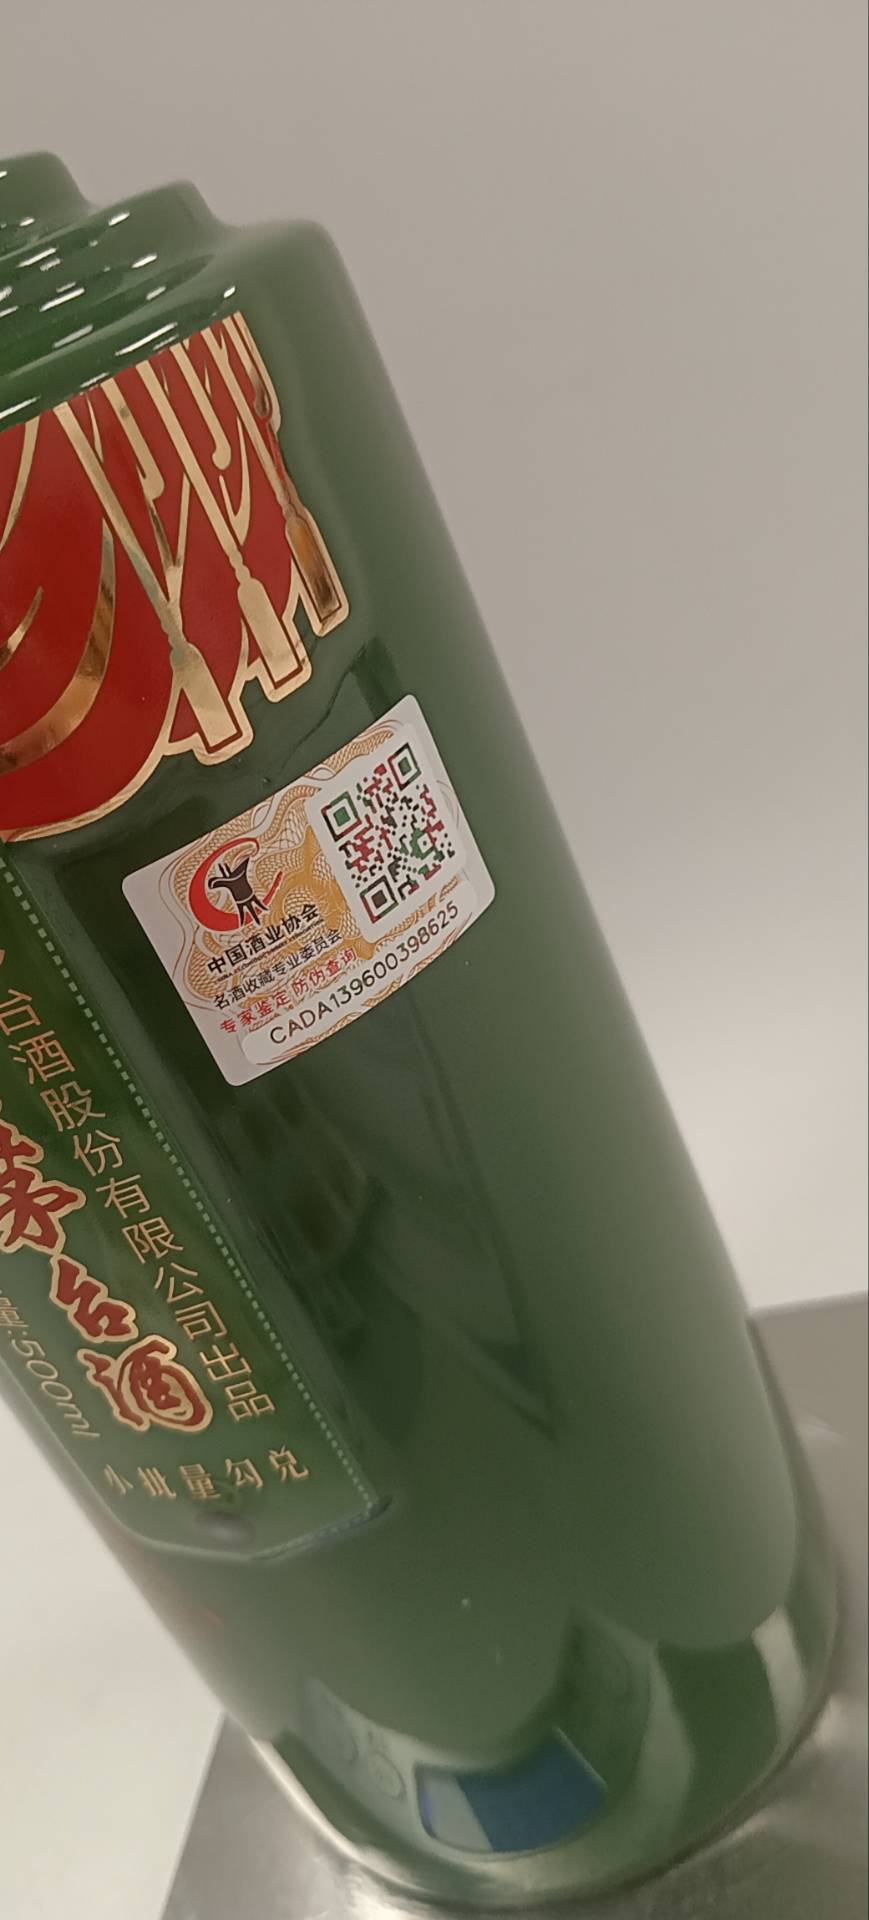 中国酒业协会
名酒收藏专业委员会
专家鉴定 防伪查询
CADA139600398625
台酒股份有限公司出品
茅台酒
量:500ml
小批量勾兑